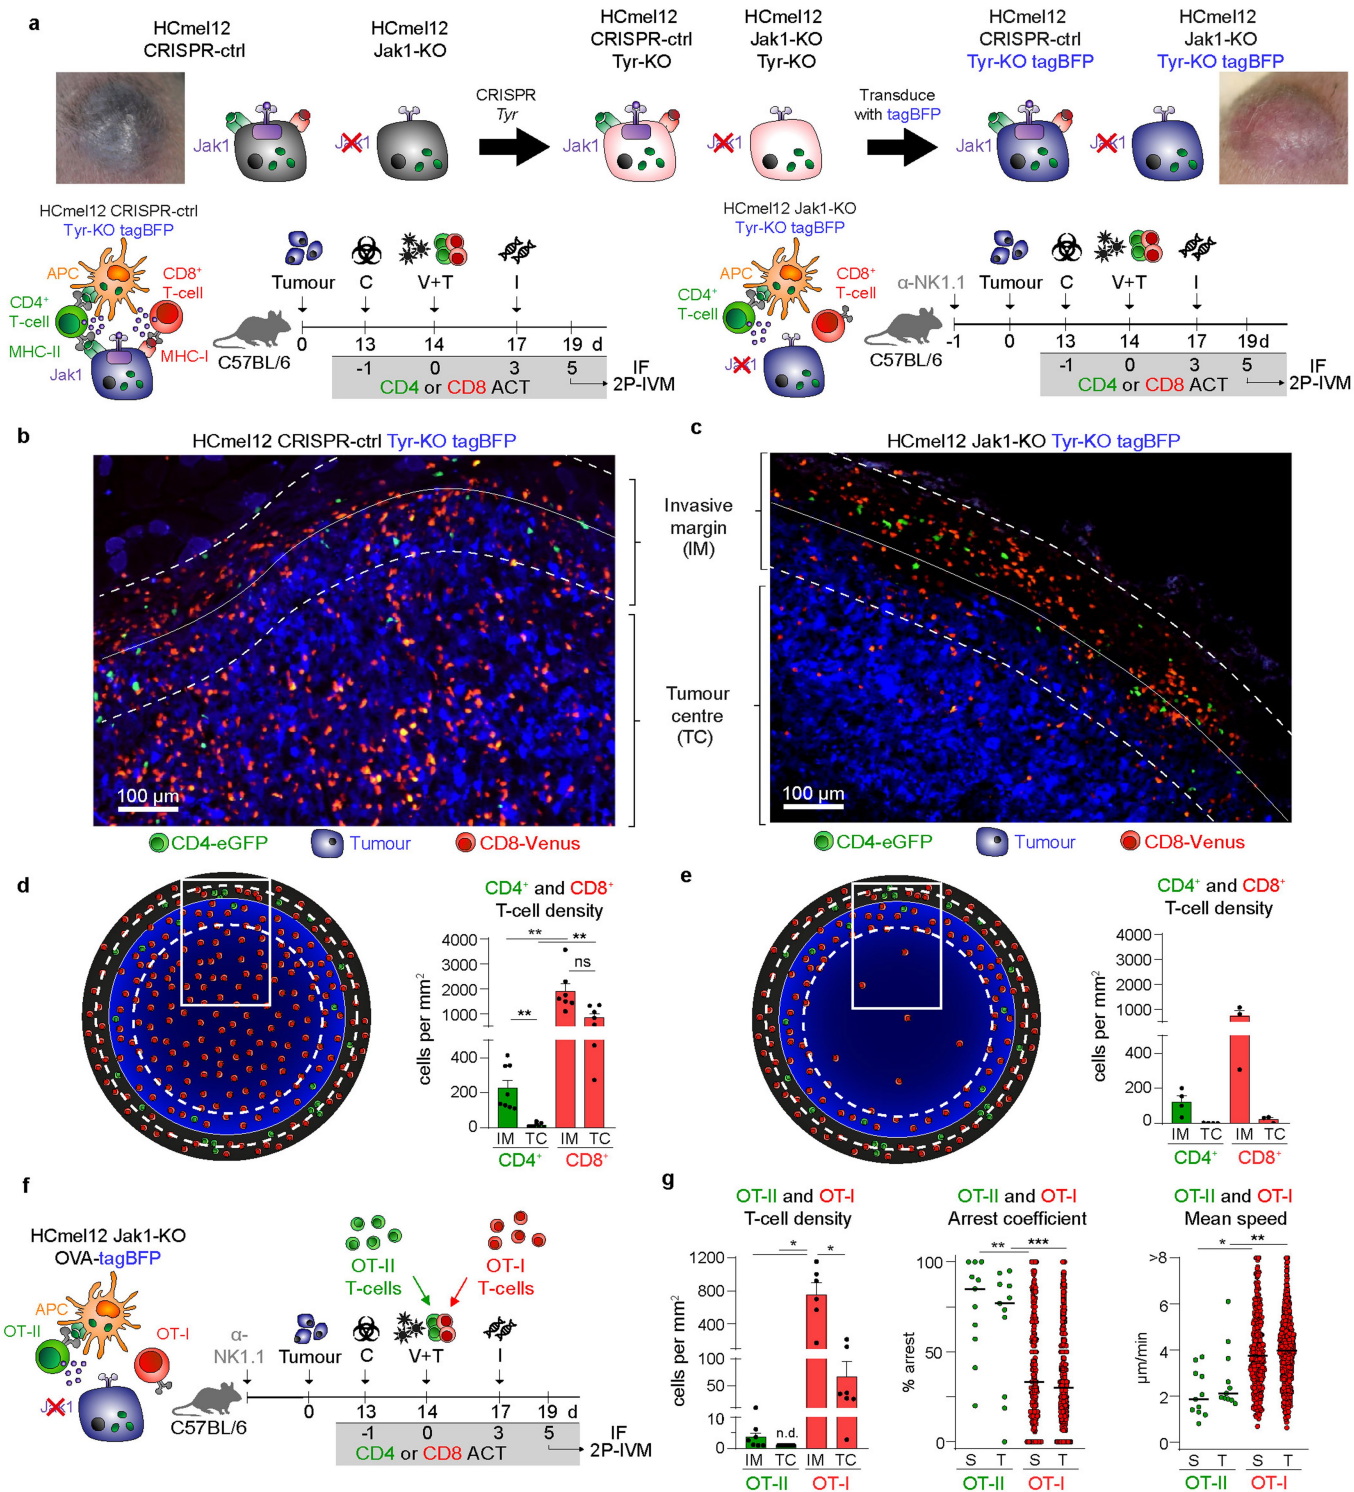 a
HCmel12
CRISPR-ctrl
HCmel12
Jak1-KO
HCmel12
CRISPR-ctrl
Tyr-KO
HCmel12
Jak1-KO
Tyr-KO
HCmel12
CRISPR-ctrl
Tyr-KO tagBFP
HCmel12
Jak1-KO
Tyr-KO tagBFP
Jak1
Jak1
CRISPR
Tyr
Jak1
Jak1
Transduce
with tagBFP
Jak1
Jak1
HCmel12 CRISPR-ctrl
Tyr-KO tagBFP
APC
CD8⁺
T-cell
CD4⁺
T-cell
MHC-II
MHC-I
Jak1
C57BL/6
Tumour C V+T I
0 13 14 17 19 d
-1 0 3 5
CD4 or CD8 ACT
IF
2P-IVM
HCmel12 Jak1-KO
Tyr-KO tagBFP
APC
CD8⁺
T-cell
CD4⁺
T-cell
Jak1
C57BL/6
α-NK1.1 Tumour C V+T I
-1 0 13 14 17 19 d
-1 0 3 5
CD4 or CD8 ACT
IF
2P-IVM
b
HCmel12 CRISPR-ctrl Tyr-KO tagBFP
100 µm
CD4-eGFP Tumour CD8-Venus
Invasive
margin
(IM)
Tumour
centre
(TC)
c
HCmel12 Jak1-KO Tyr-KO tagBFP
100 µm
CD4-eGFP Tumour CD8-Venus
d
CD4⁺ and CD8⁺
T-cell density
cells per mm²
4000
3000
2000
1000
400
200
0
** **
ns
**
IM TC IM TC
CD4⁺ CD8⁺
e
CD4⁺ and CD8⁺
T-cell density
cells per mm²
4000
3000
2000
1000
400
200
0
IM TC IM TC
CD4⁺ CD8⁺
f
HCmel12 Jak1-KO
OVA-tagBFP
APC
OT-II
OT-I
Jak1
C57BL/6
OT-II
T-cells
OT-I
T-cells
α-
NK1.1 Tumour C V+T I
0 13 14 17 19 d
-1 0 3 5
CD4 or CD8 ACT
IF
2P-IVM
g
OT-II and OT-I
T-cell density
cells per mm²
1200
800
400
100
50
10
0
* *
n.d.
IM TC IM TC
OT-II OT-I
OT-II and OT-I
Arrest coefficient
% arrest
100
50
0
** ***
S T S T
OT-II OT-I
OT-II and OT-I
Mean speed
µm/min
>8
6
4
2
0
* **
S T S T
OT-II OT-I